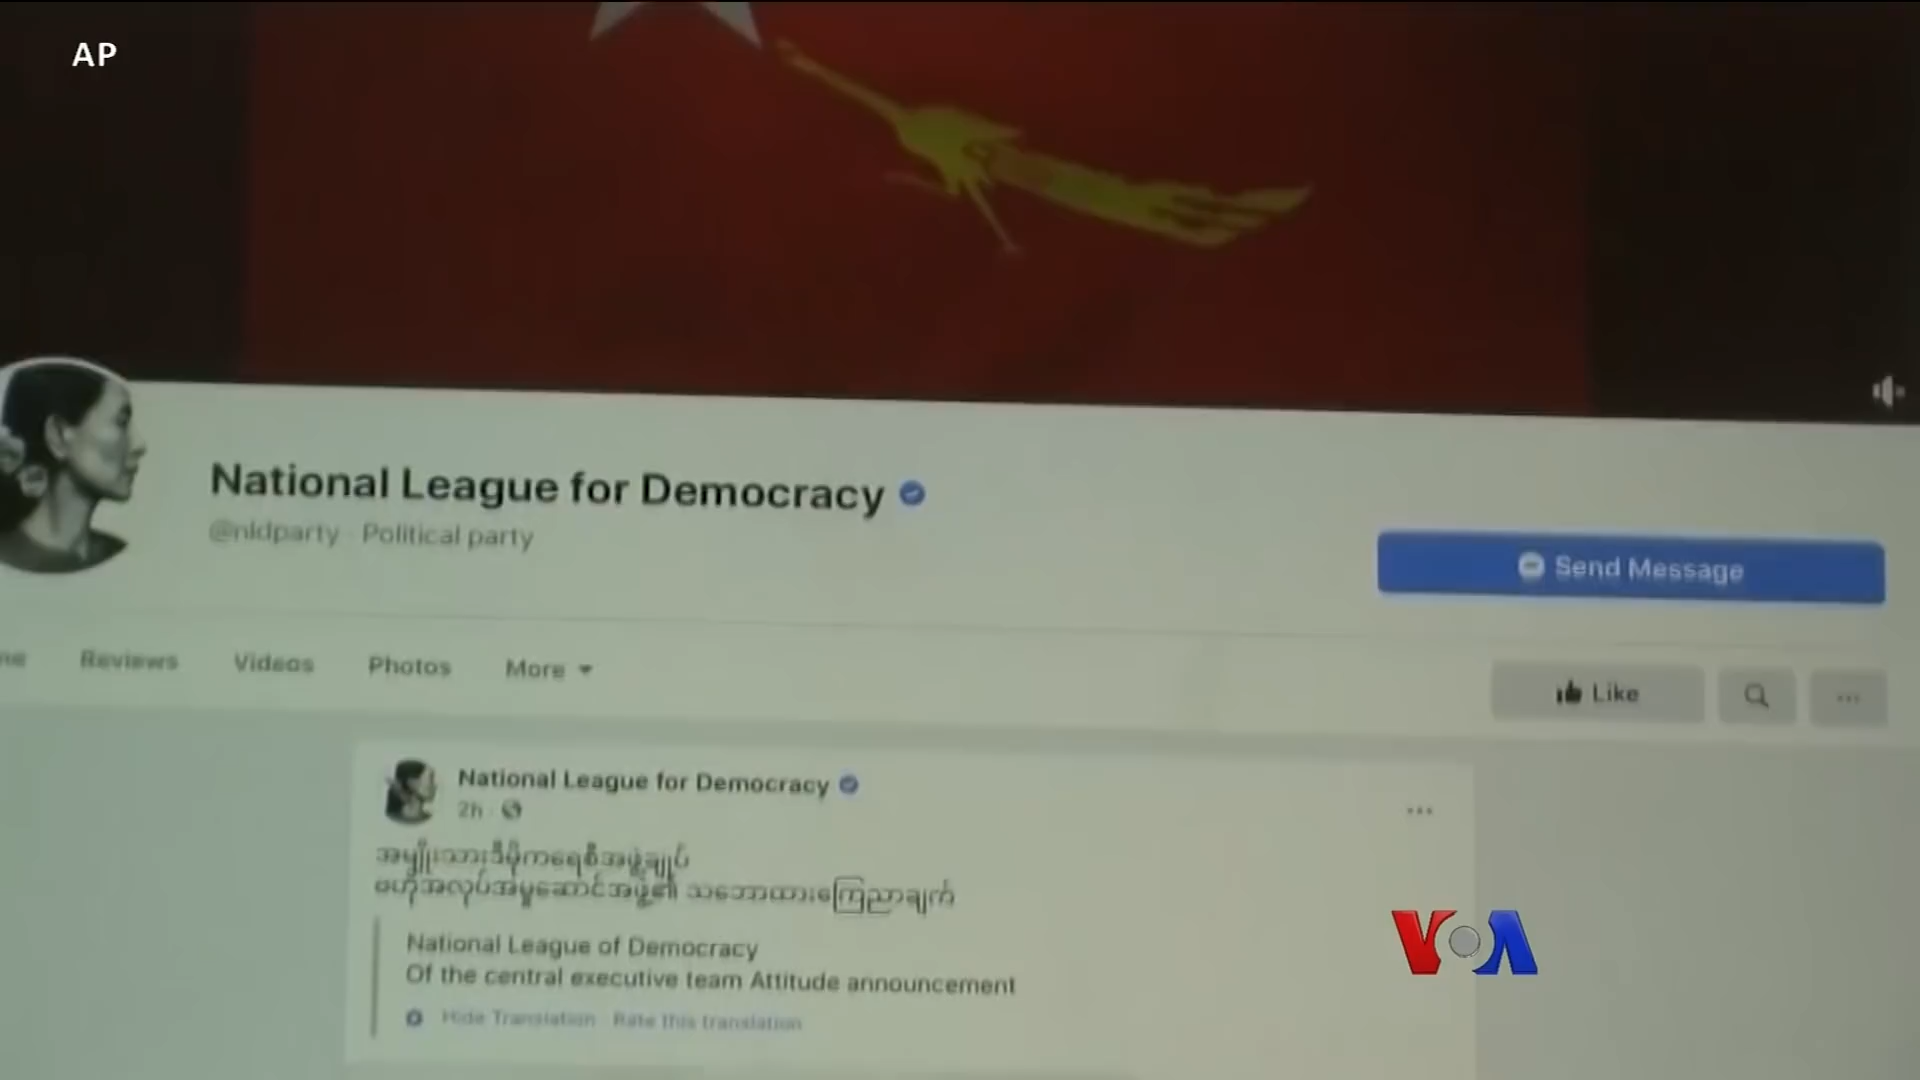 AP
National League for Democracy
@nldparty · Political party
Send Message
Reviews
Videos
Photos
More
Like
National League for Democracy
2h
အမျိုးသားဒီမိုကရေစီအဖွဲ့ချုပ်
ဗဟိုအလုပ်အမှုဆောင်အဖွဲ့၏ သဘောထားကြေညာချက်
National League of Democracy
Of the central executive team Attitude announcement
Hide Translation · Rate this translation
VOA